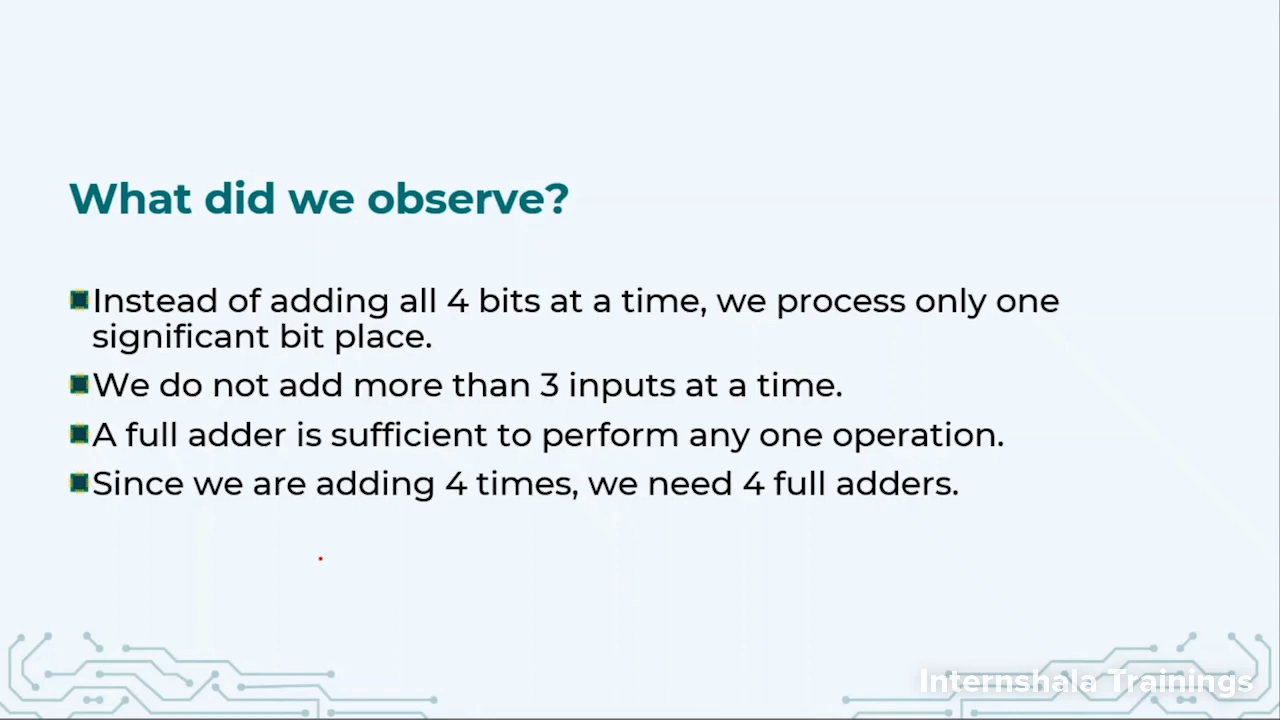 What did we observe?
Instead of adding all 4 bits at a time, we process only one
significant bit place.
We do not add more than 3 inputs at a time.
A full adder is sufficient to perform any one operation.
Since we are adding 4 times, we need 4 full adders.
Internshala Trainings